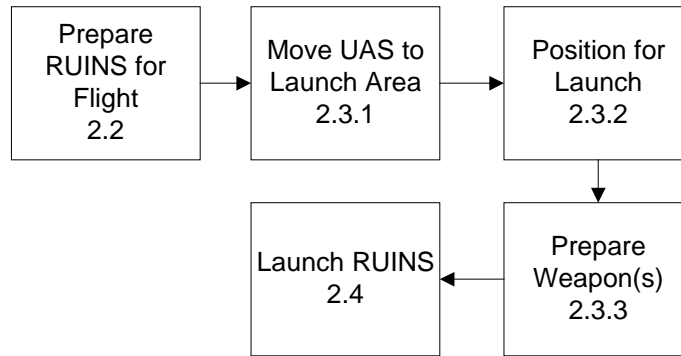 Prepare
RUINS for
Flight
2.2
Move UAS to
Launch Area
2.3.1
Position for
Launch
2.3.2
Prepare
Weapon(s)
2.3.3
Launch RUINS
2.4